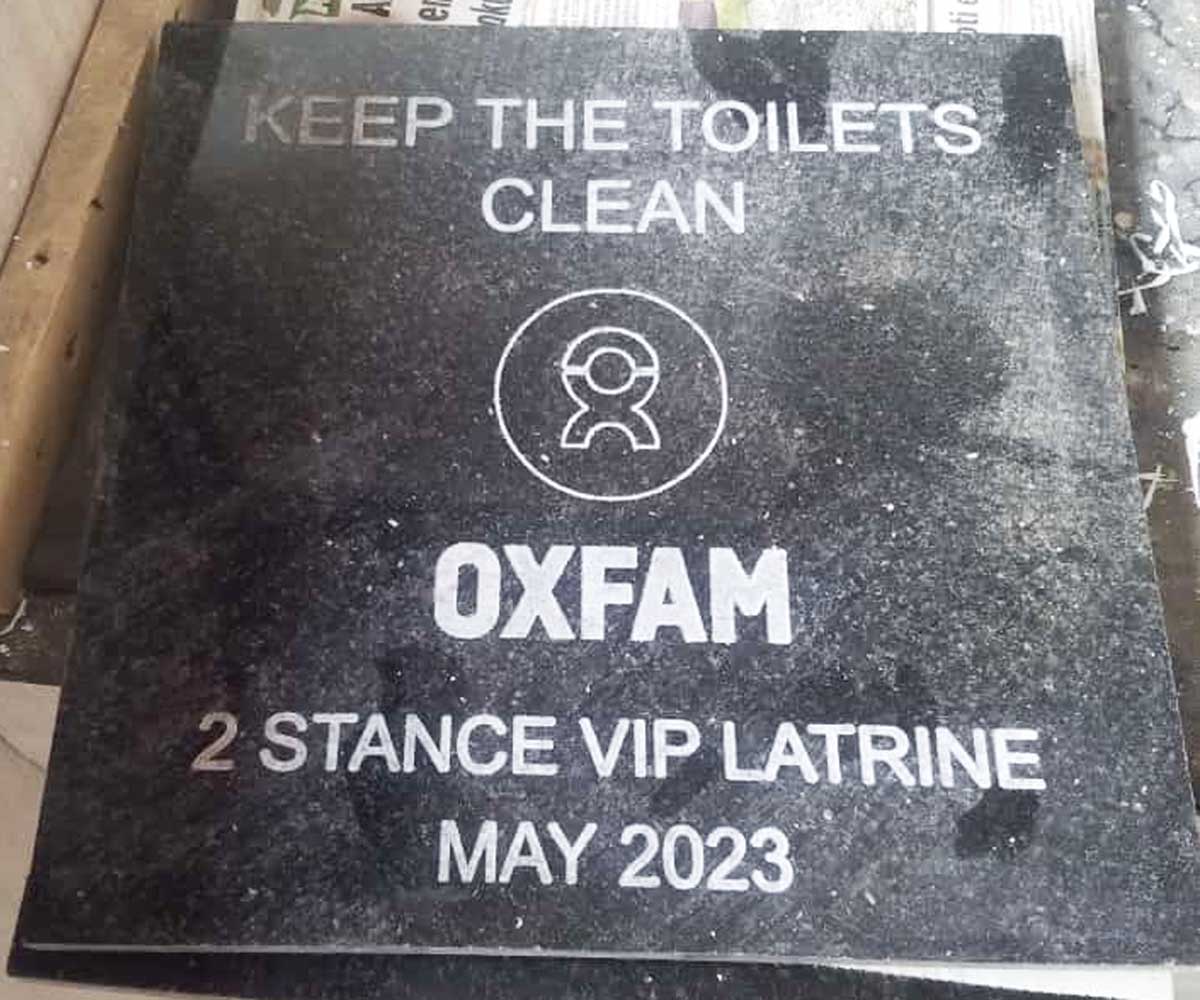 KEEP THE TOILETS
CLEAN
OXFAM
2 STANCE VIP LATRINE
MAY 2023